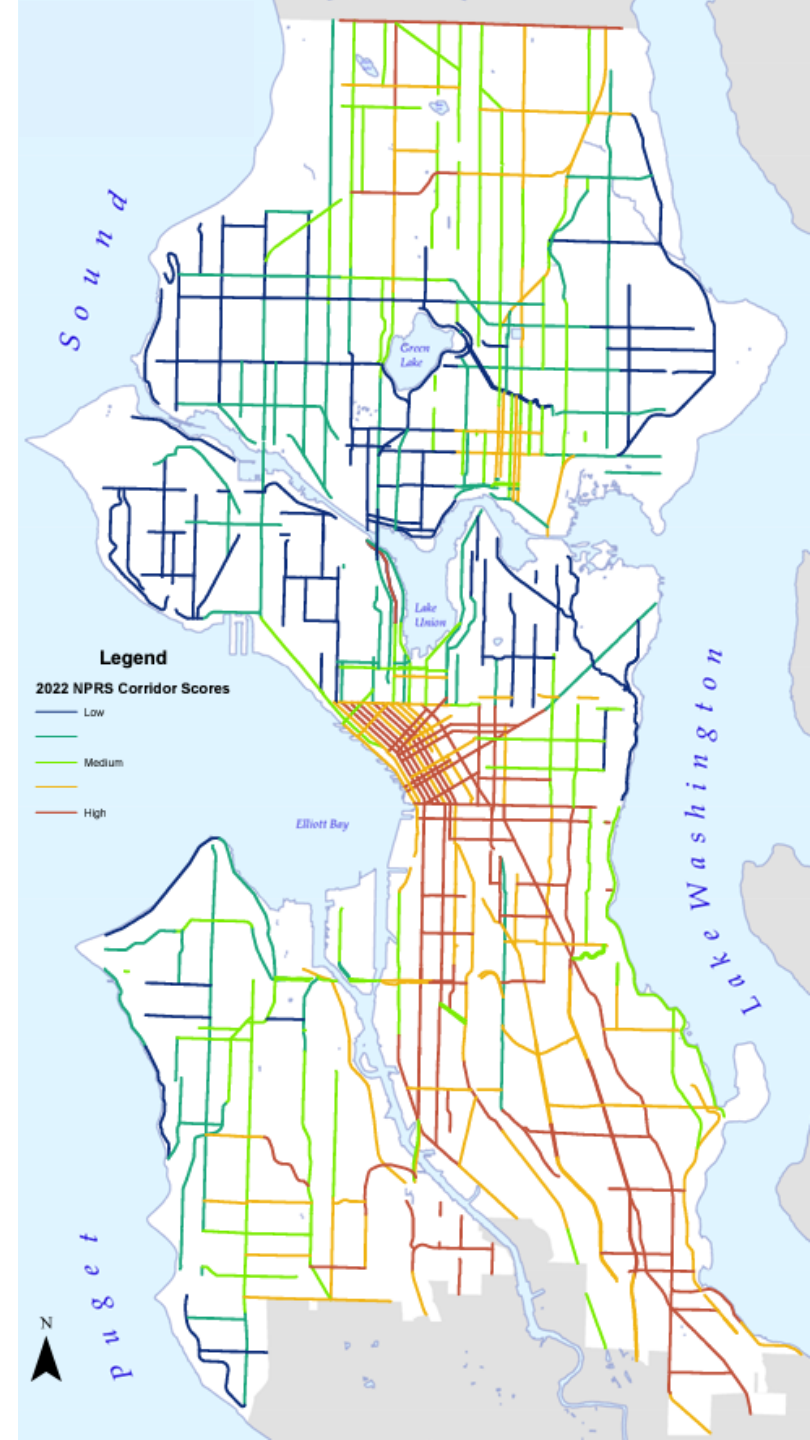 Sound
Green
Lake
Lake
Union
Legend
2022 NPRS Corridor Scores
Low
Medium
High
Elliott Bay
Lake Washington
Puget
N